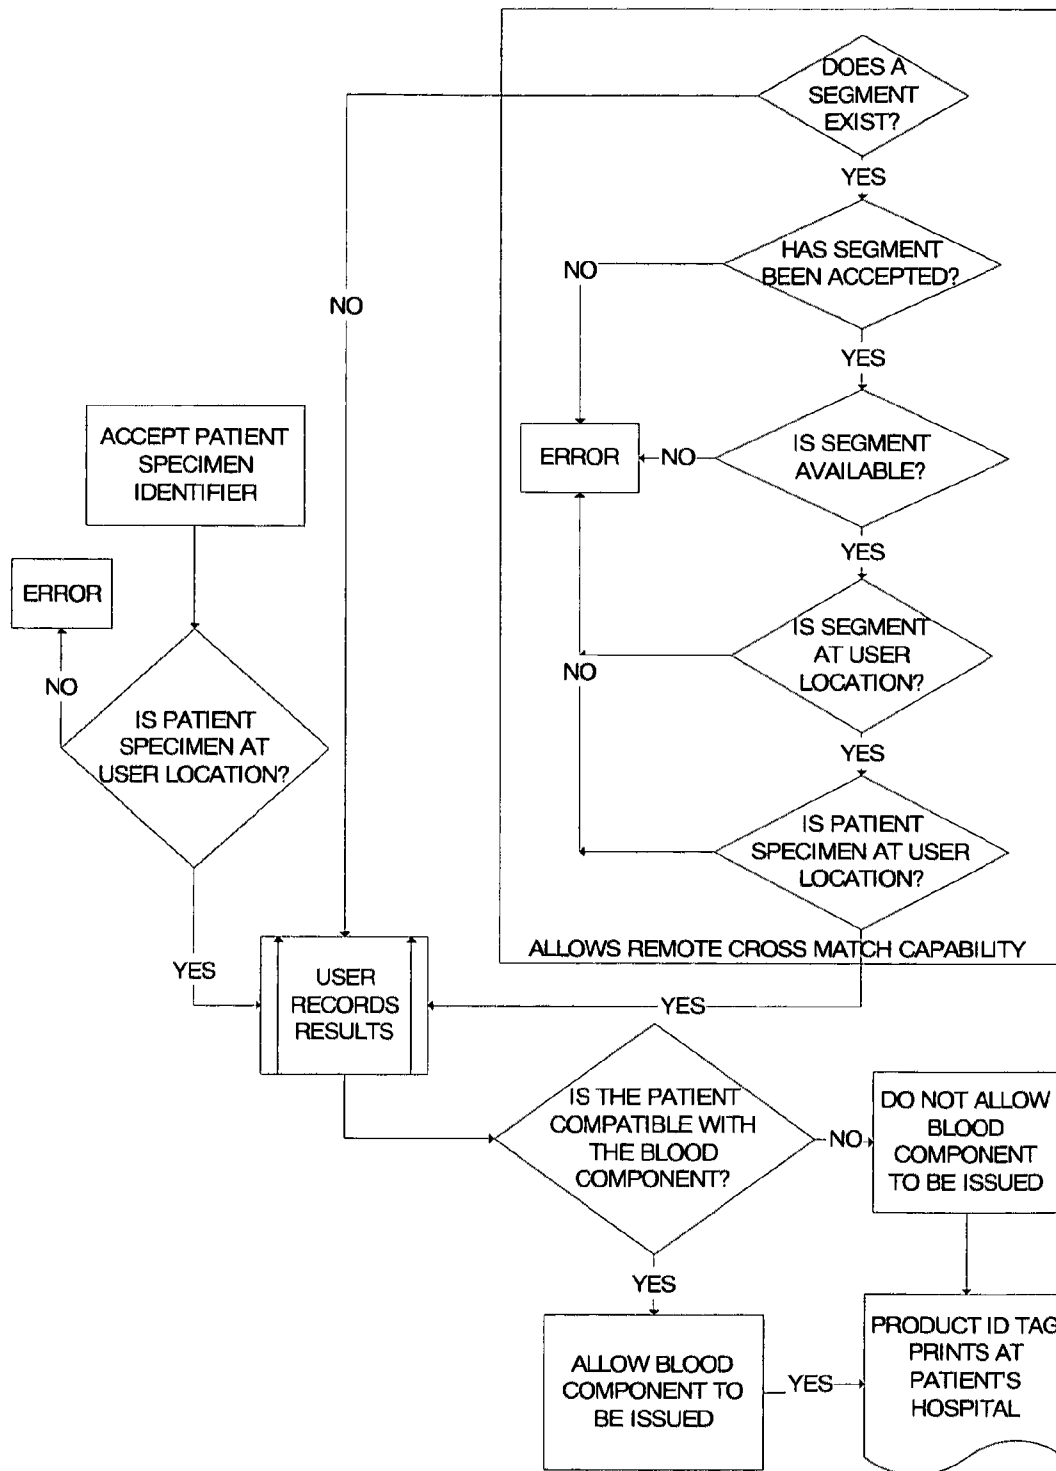 DOES A
SEGMENT
EXIST?
YES
HAS SEGMENT
BEEN ACCEPTED?
NO
NO
YES
ACCEPT PATIENT
SPECIMEN
IDENTIFIER
ERROR
NO
IS SEGMENT
AVAILABLE?
YES
ERROR
IS SEGMENT
AT USER
LOCATION?
NO
NO
IS PATIENT
SPECIMEN AT
USER LOCATION?
YES
IS PATIENT
SPECIMEN AT USER
LOCATION?
ALLOWS REMOTE CROSS MATCH CAPABILITY
YES
USER
RECORDS
RESULTS
YES
IS THE PATIENT
COMPATIBLE WITH
THE BLOOD
COMPONENT?
NO
DO NOT ALLOW
BLOOD
COMPONENT
TO BE ISSUED
YES
ALLOW BLOOD
COMPONENT TO
BE ISSUED
YES
PRODUCT ID TAG
PRINTS AT
PATIENT'S
HOSPITAL